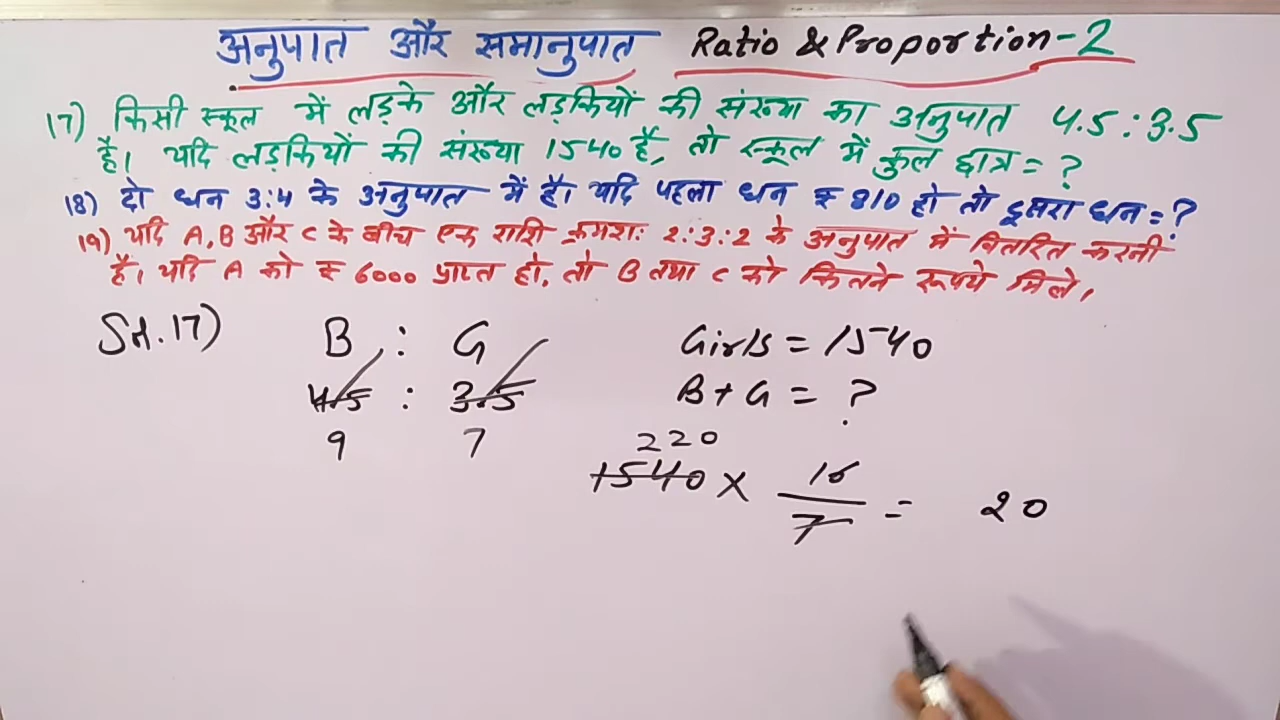 अनुपात और समानुपात Ratio & Proportion-2
17) किसी स्कूल में लड़के और लड़कियों की संख्या का अनुपात 4.5:3.5
है। यदि लड़कियों की संख्या 1540 है, तो स्कूल में कुल छात्र = ?
18) दो धन 3:4 के अनुपात में है। यदि पहला धन ₹ 810 हो तो दूसरा धन = ?
19) यदि A, B और C के बीच एक राशि क्रमशः 2:3:2 के अनुपात में वितरित करनी
है। यदि A को ₹ 6000 प्राप्त हो, तो B तथा C को कितने रूपये मिले।
Sol. 17) B : G Girls = 1540
4.5 : 3.5 B + G = ?
9 7 220
1540 × 16/7 = 20